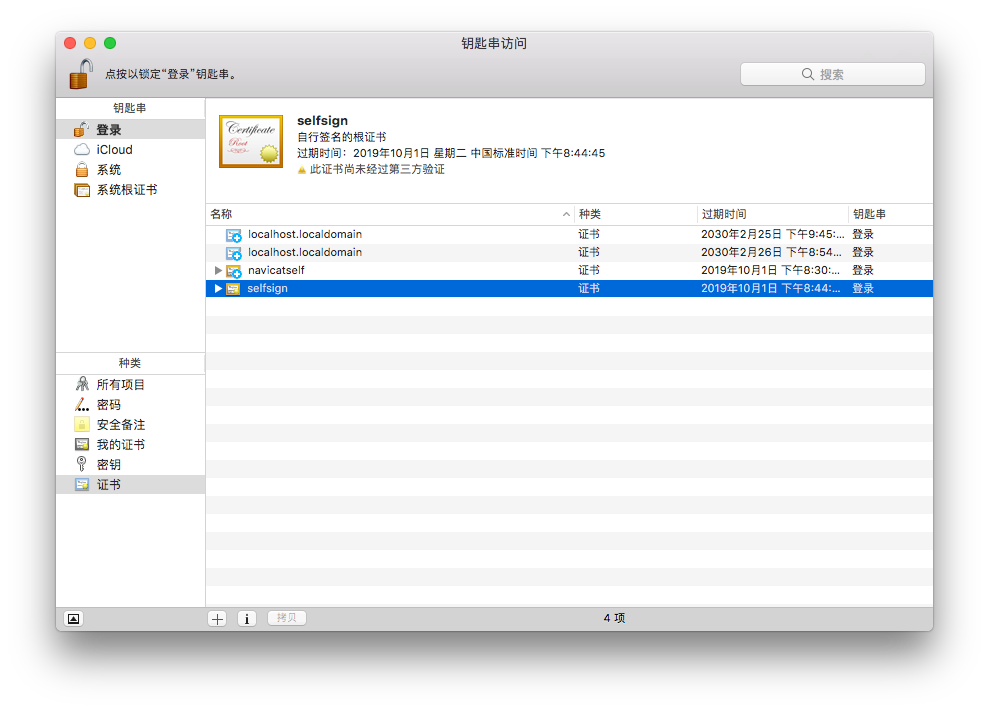 钥匙串访问
点按以锁定“登录”钥匙串。
搜索
钥匙串
登录
iCloud
系统
系统根证书
Certificate
Root
selfsign
自行签名的根证书
过期时间：2019年10月1日 星期二 中国标准时间 下午8:44:45
此证书尚未经过第三方验证
名称 种类 过期时间 钥匙串
localhost.localdomain 证书 2030年2月25日 下午9:45:... 登录
localhost.localdomain 证书 2030年2月26日 下午8:54... 登录
navicatself 证书 2019年10月1日 下午8:30:... 登录
selfsign 证书 2019年10月1日 下午8:44:... 登录
种类
所有项目
密码
安全备注
我的证书
密钥
证书
拷贝
4 项